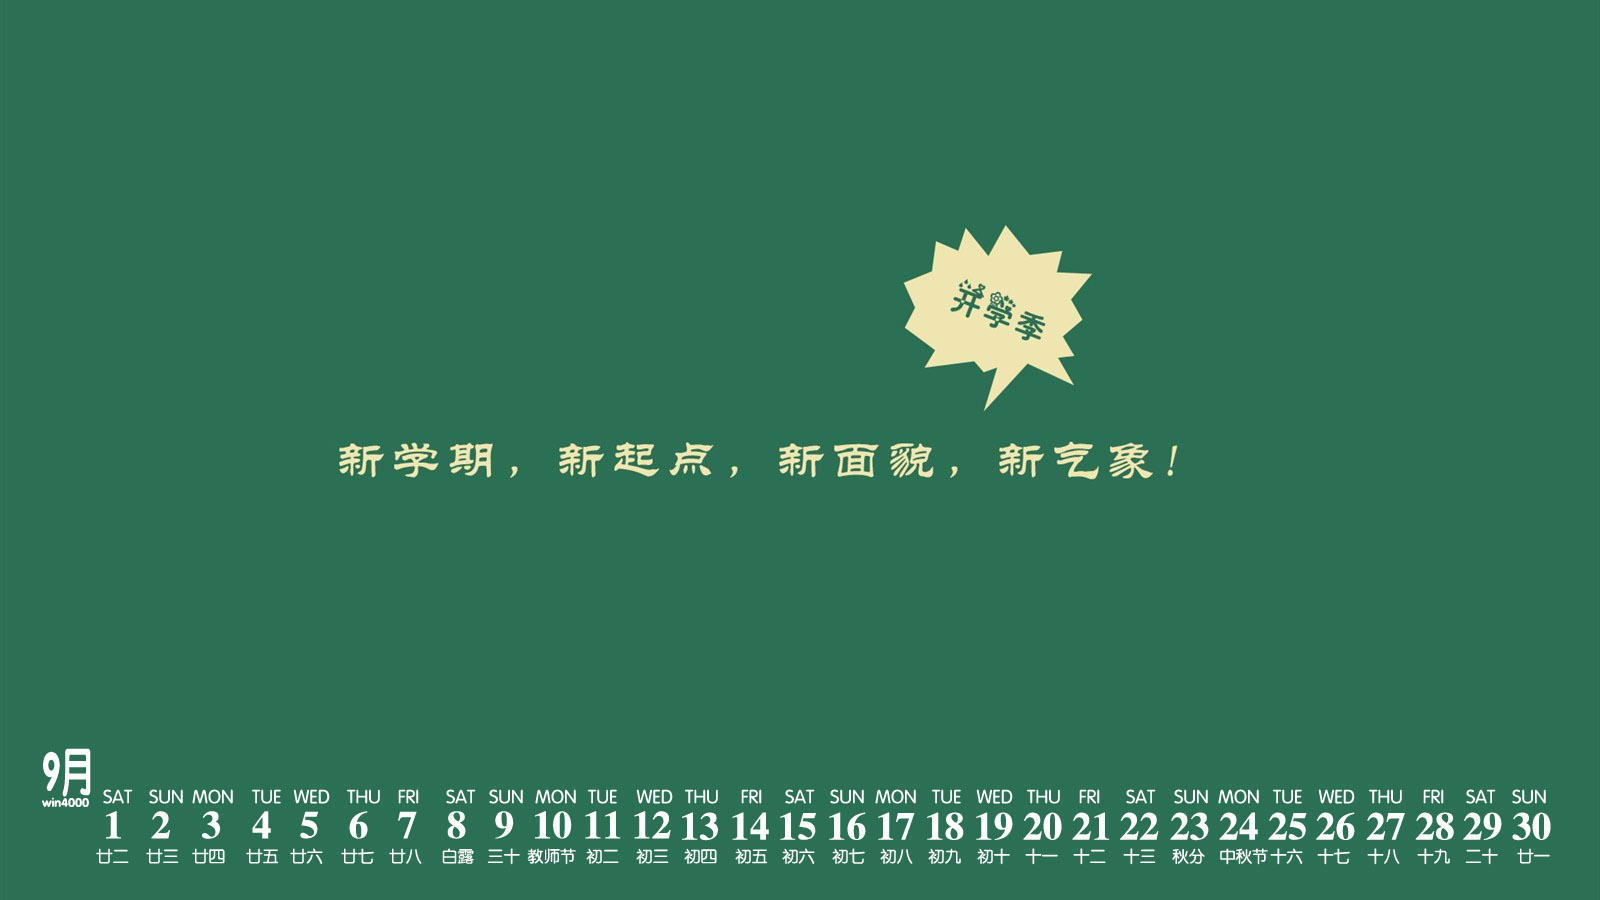 开学季
新学期，新起点，新面貌，新气象！
9月
win4000
SAT SUN MON TUE WED THU FRI SAT SUN MON TUE WED THU FRI SAT SUN MON TUE WED THU FRI SAT SUN MON TUE WED THU FRI SAT SUN
1 2 3 4 5 6 7 8 9 10 11 12 13 14 15 16 17 18 19 20 21 22 23 24 25 26 27 28 29 30
廿二 廿三 廿四 廿五 廿六 廿七 廿八 白露 三十 教师节 初二 初三 初四 初五 初六 初七 初八 初九 初十 十一 十二 十三 秋分 中秋节 十六 十七 十八 十九 二十 廿一